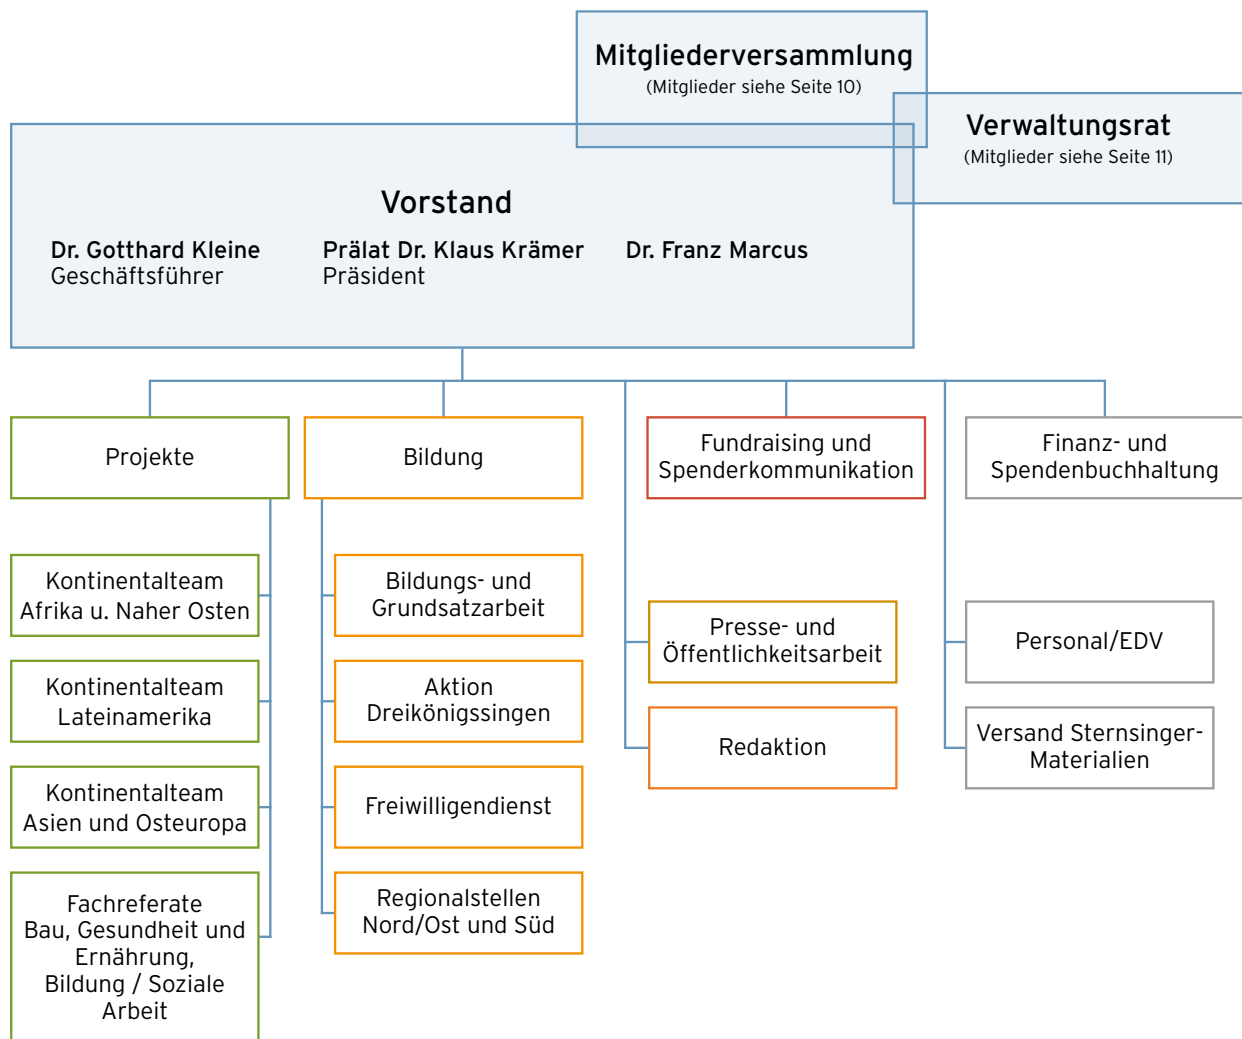 Mitgliederversammlung
(Mitglieder siehe Seite 10)
Verwaltungsrat
(Mitglieder siehe Seite 11)
Vorstand
Dr. Gotthard Kleine
Geschäftsführer
Prälat Dr. Klaus Krämer
Präsident
Dr. Franz Marcus
Projekte
Bildung
Fundraising und
Spenderkommunikation
Finanz- und
Spendenbuchhaltung
Kontinentalteam
Afrika u. Naher Osten
Kontinentalteam
Lateinamerika
Kontinentalteam
Asien und Osteuropa
Fachreferate
Bau, Gesundheit und
Ernährung,
Bildung / Soziale
Arbeit
Bildungs- und
Grundsatzarbeit
Aktion
Dreikönigssingen
Freiwilligendienst
Regionalstellen
Nord/Ost und Süd
Presse- und
Öffentlichkeitsarbeit
Redaktion
Personal/EDV
Versand Sternsinger-
Materialien